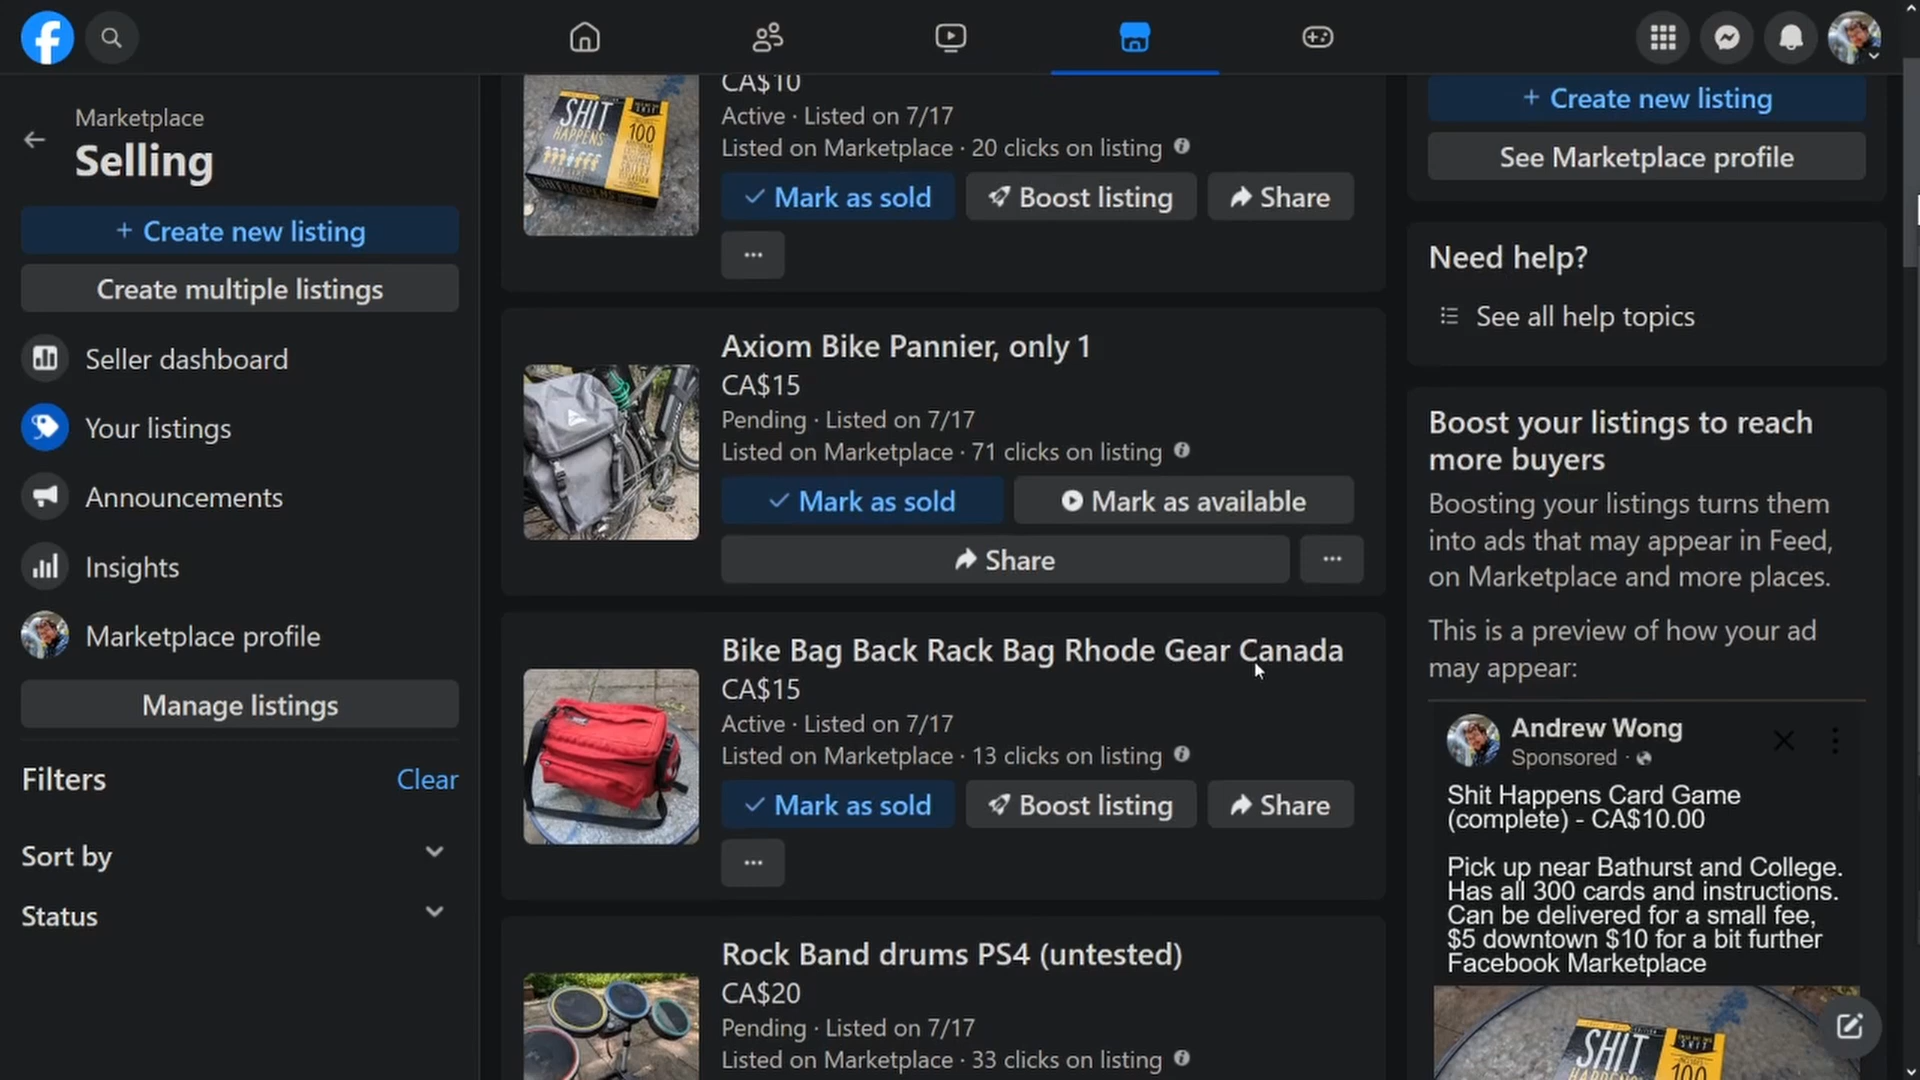 Marketplace
Selling
+ Create new listing
Create multiple listings
Seller dashboard
Your listings
Announcements
Insights
Marketplace profile
Manage listings
Filters
Clear
Sort by
Status
SHIT
HAPPENS
100
SHIT HAPPENS
CA$10
Active · Listed on 7/17
Listed on Marketplace · 20 clicks on listing
Mark as sold
Boost listing
Share
...
Axiom Bike Pannier, only 1
CA$15
Pending · Listed on 7/17
Listed on Marketplace · 71 clicks on listing
Mark as sold
Mark as available
Share
...
Bike Bag Back Rack Bag Rhode Gear Canada
CA$15
Active · Listed on 7/17
Listed on Marketplace · 13 clicks on listing
Mark as sold
Boost listing
Share
...
Rock Band drums PS4 (untested)
CA$20
Pending · Listed on 7/17
Listed on Marketplace · 33 clicks on listing
+ Create new listing
See Marketplace profile
Need help?
See all help topics
Boost your listings to reach
more buyers
Boosting your listings turns them
into ads that may appear in Feed,
on Marketplace and more places.
This is a preview of how your ad
may appear:
Andrew Wong
Sponsored ·
Shit Happens Card Game
(complete) - CA$10.00
Pick up near Bathurst and College.
Has all 300 cards and instructions.
Can be delivered for a small fee,
$5 downtown $10 for a bit further
Facebook Marketplace
SHIT
HAPPENS
100